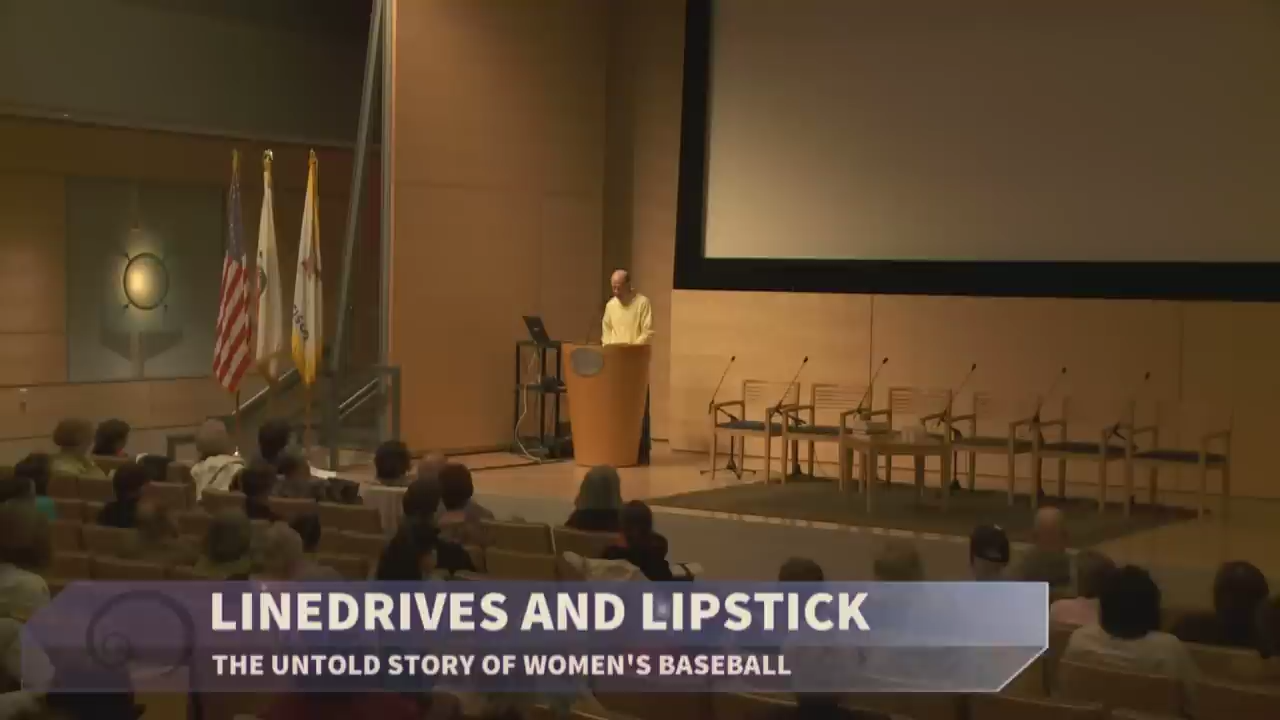 LINEDRIVES AND LIPSTICK
THE UNTOLD STORY OF WOMEN'S BASEBALL